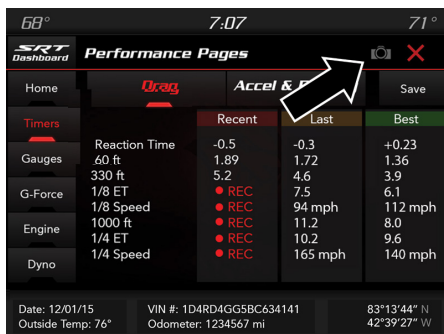 68° 7:07 71°
SRT Dashboard Performance Pages
Home Drag Accel & Save
Timers Recent Last Best
Reaction Time -0.5 -0.3 +0.23
60 ft 1.89 1.72 1.36
Gauges
330 ft 5.2 4.6 3.9
1/8 ET REC 7.5 6.1
G-Force
1/8 Speed REC 94 mph 112 mph
1000 ft REC 11.2 8.0
Engine
1/4 ET REC 10.2 9.6
1/4 Speed REC 165 mph 140 mph
Dyno
Date: 12/01/15 VIN #: 1D4RD4GG5BC634141 83°13'44" N
Outside Temp: 76° Odometer: 1234567 mi 42°39'27" W